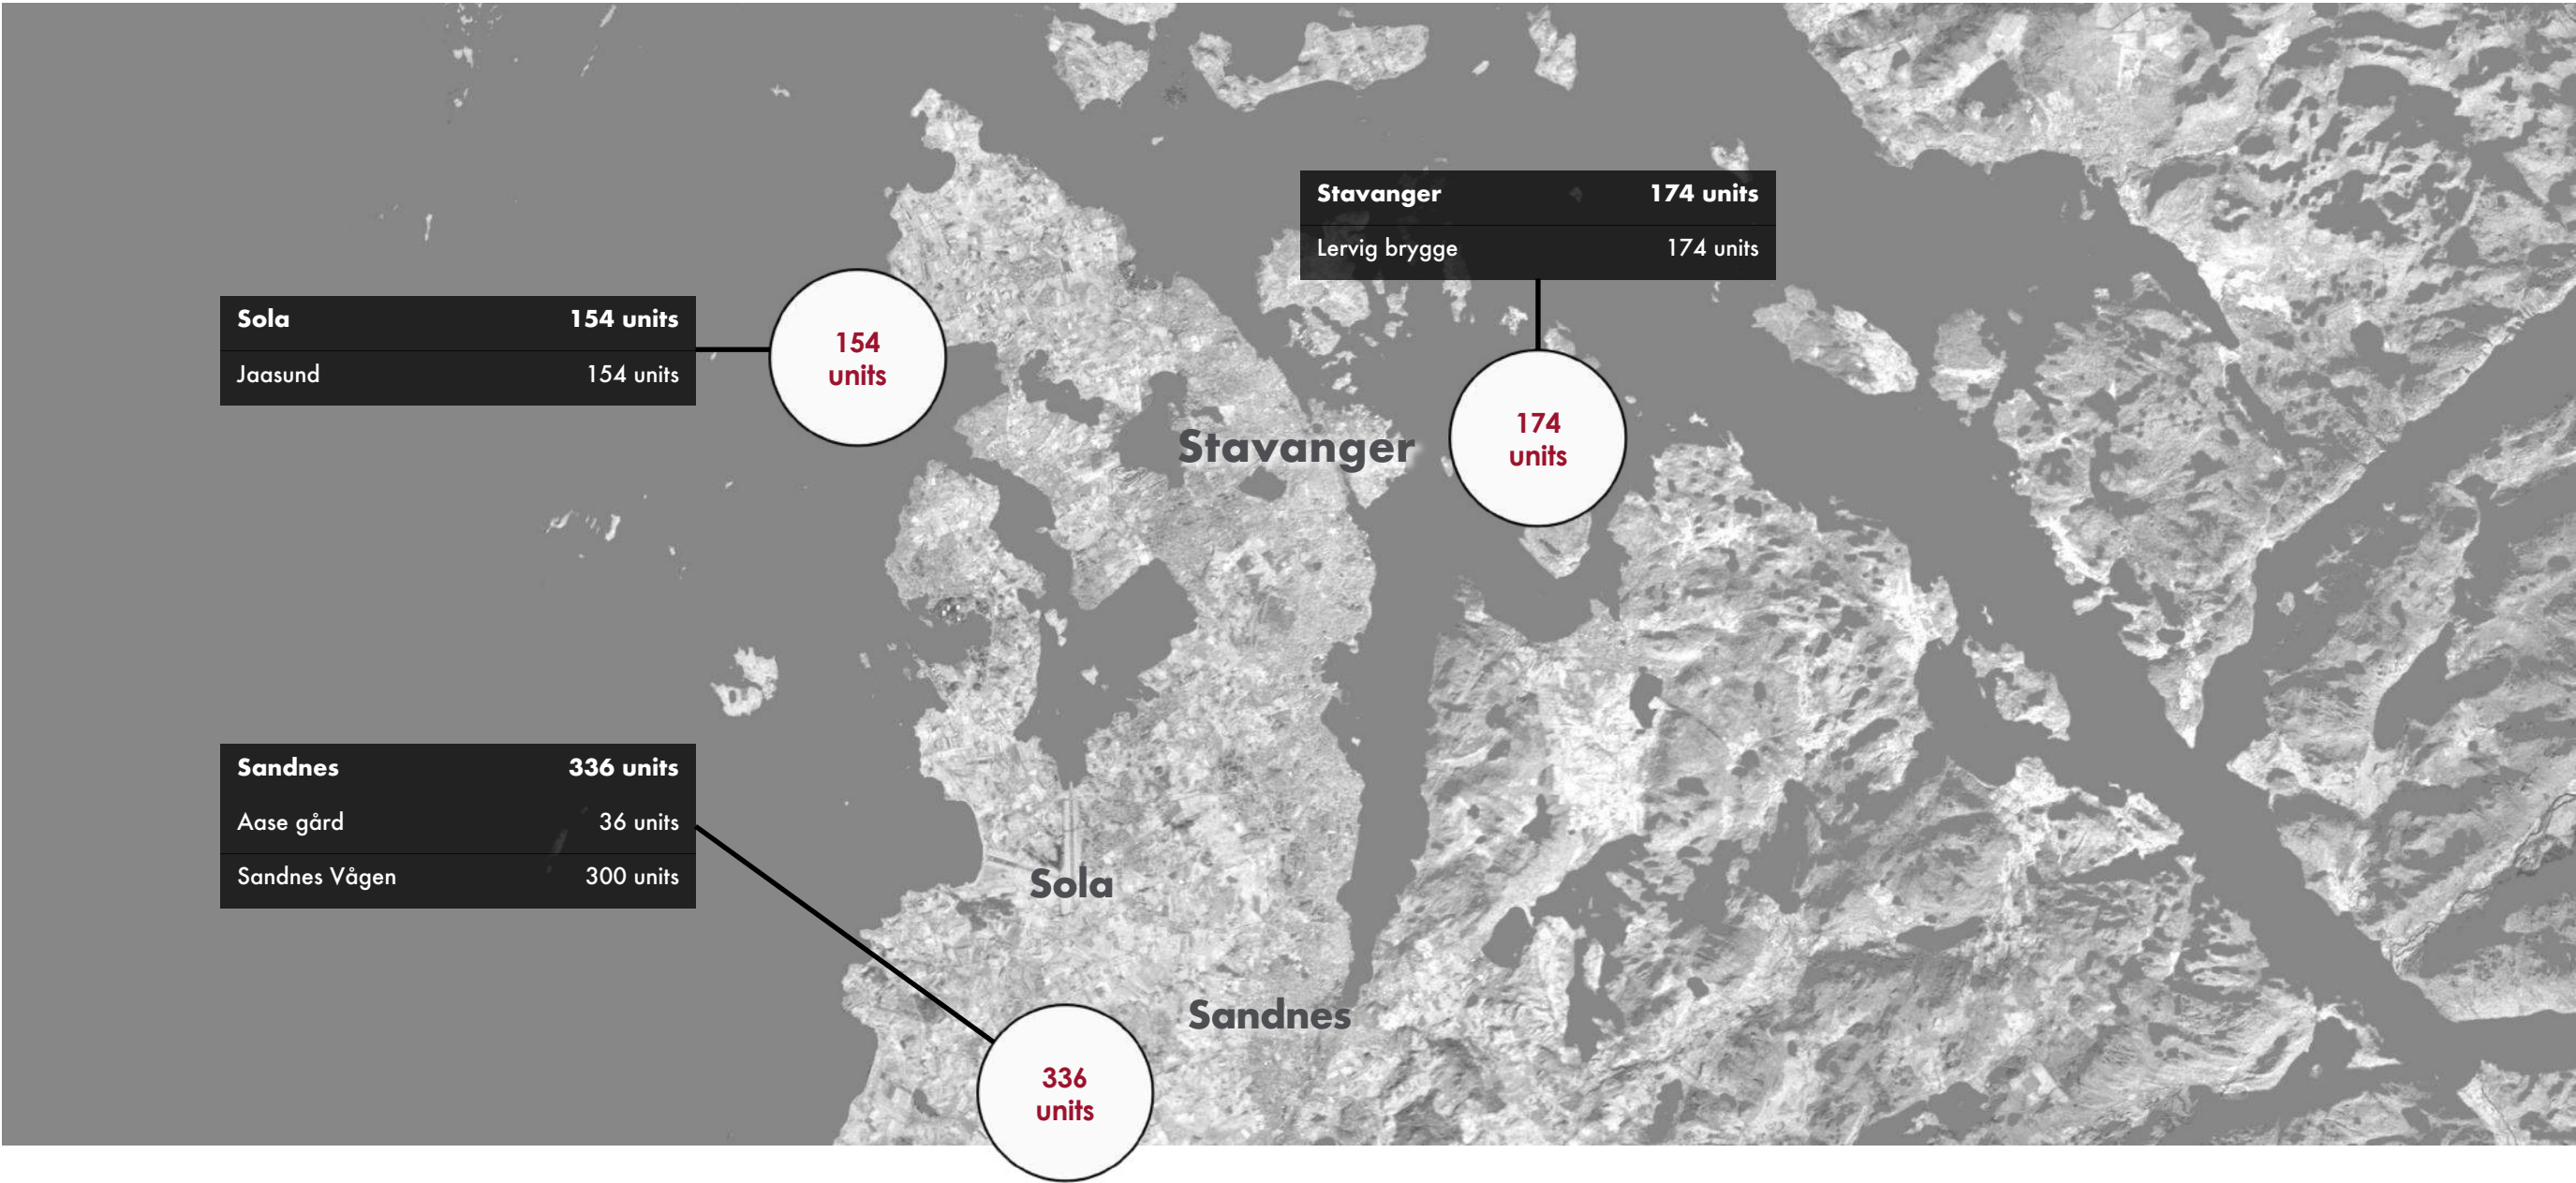 Stavanger 174 units
Lervig brygge 174 units
Sola 154 units
Jaasund 154 units
154
units
174
units
Stavanger
Sandnes 336 units
Aase gård 36 units
Sandnes Vågen 300 units
Sola
Sandnes
336
units